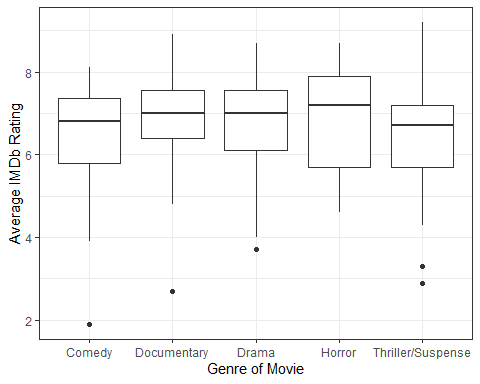 Average IMDb Rating
8
6
4
2
Comedy Documentary Drama Horror Thriller/Suspense
Genre of Movie